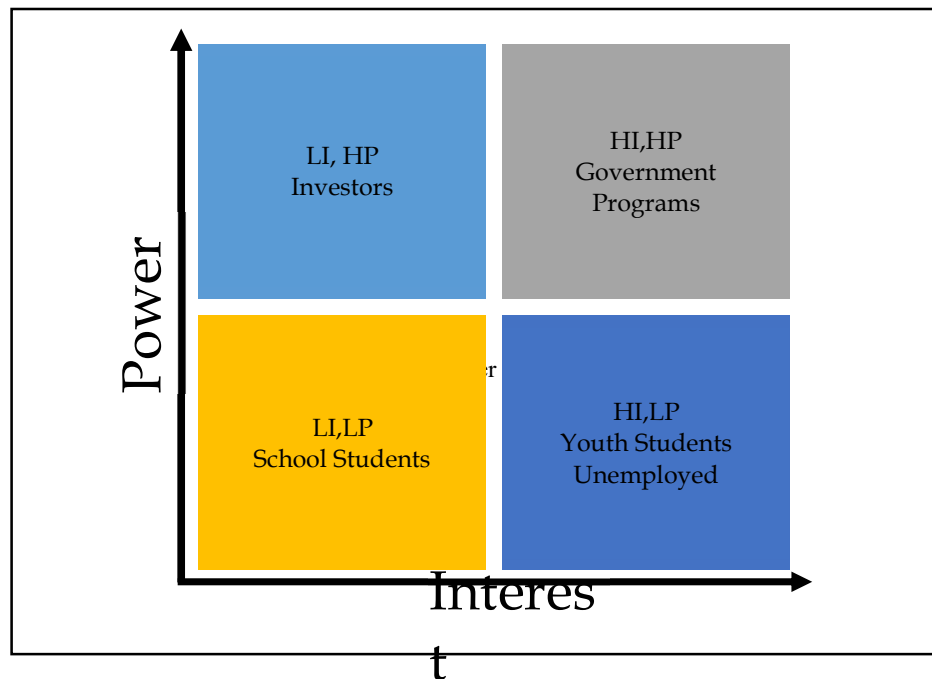 LI, HP
Investors
HI,HP
Government
Programs
Power
LI,LP
School Students
HI,LP
Youth Students
Unemployed
Interes
t